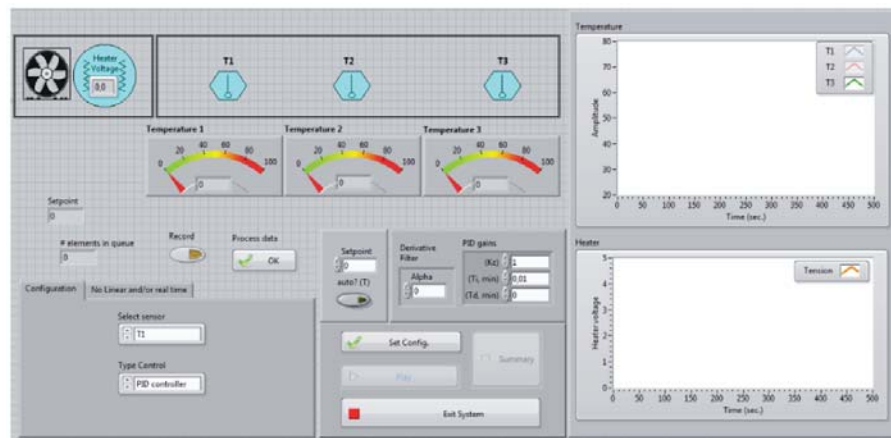 Heater
Voltage
0,0
T1
T2
T3
Temperature 1
0
20
40
60
80
100
0
Temperature 2
0
20
40
60
80
100
0
Temperature 3
0
20
40
60
80
100
0
Setpoint
0
# elements in queue
0
Record
Process data
OK
Configuration
No Linear and/or real time
Select sensor
T1
Type Control
PID controller
Setpoint
0
auto? (T)
Derivative
Filter
Alpha
0
PID gains
(Kc) 1
(Ti, min) 0,01
(Td, min) 0
Set Config.
Play
Summary
Exit System
Temperature
T1
T2
T3
Amplitude
80
70
60
50
40
30
20
0 50 100 150 200 250 300 350 400 450 500
Time (sec.)
Heater
Tension
Heater voltage
5
4
3
2
1
0
0 50 100 150 200 250 300 350 400 450 500
Time (sec.)